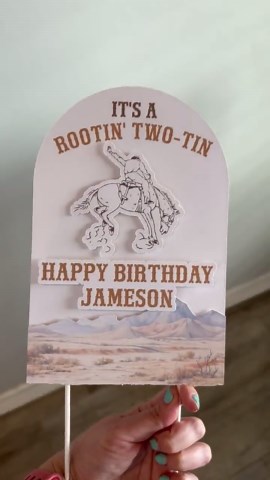 IT'S A
ROOTIN' TWO-TIN
HAPPY BIRTHDAY
JAMESON